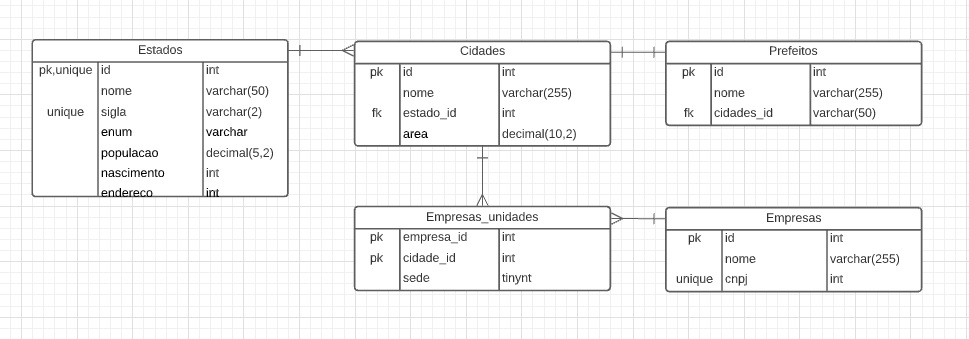 Estados
pk,unique id int
nome varchar(50)
unique sigla varchar(2)
enum varchar
populacao decimal(5,2)
nascimento int
endereco int
Cidades
pk id int
nome varchar(255)
fk estado_id int
area decimal(10,2)
Prefeitos
pk id int
nome varchar(255)
fk cidades_id varchar(50)
Empresas_unidades
pk empresa_id int
pk cidade_id int
sede tinynt
Empresas
pk id int
nome varchar(255)
unique cnpj int